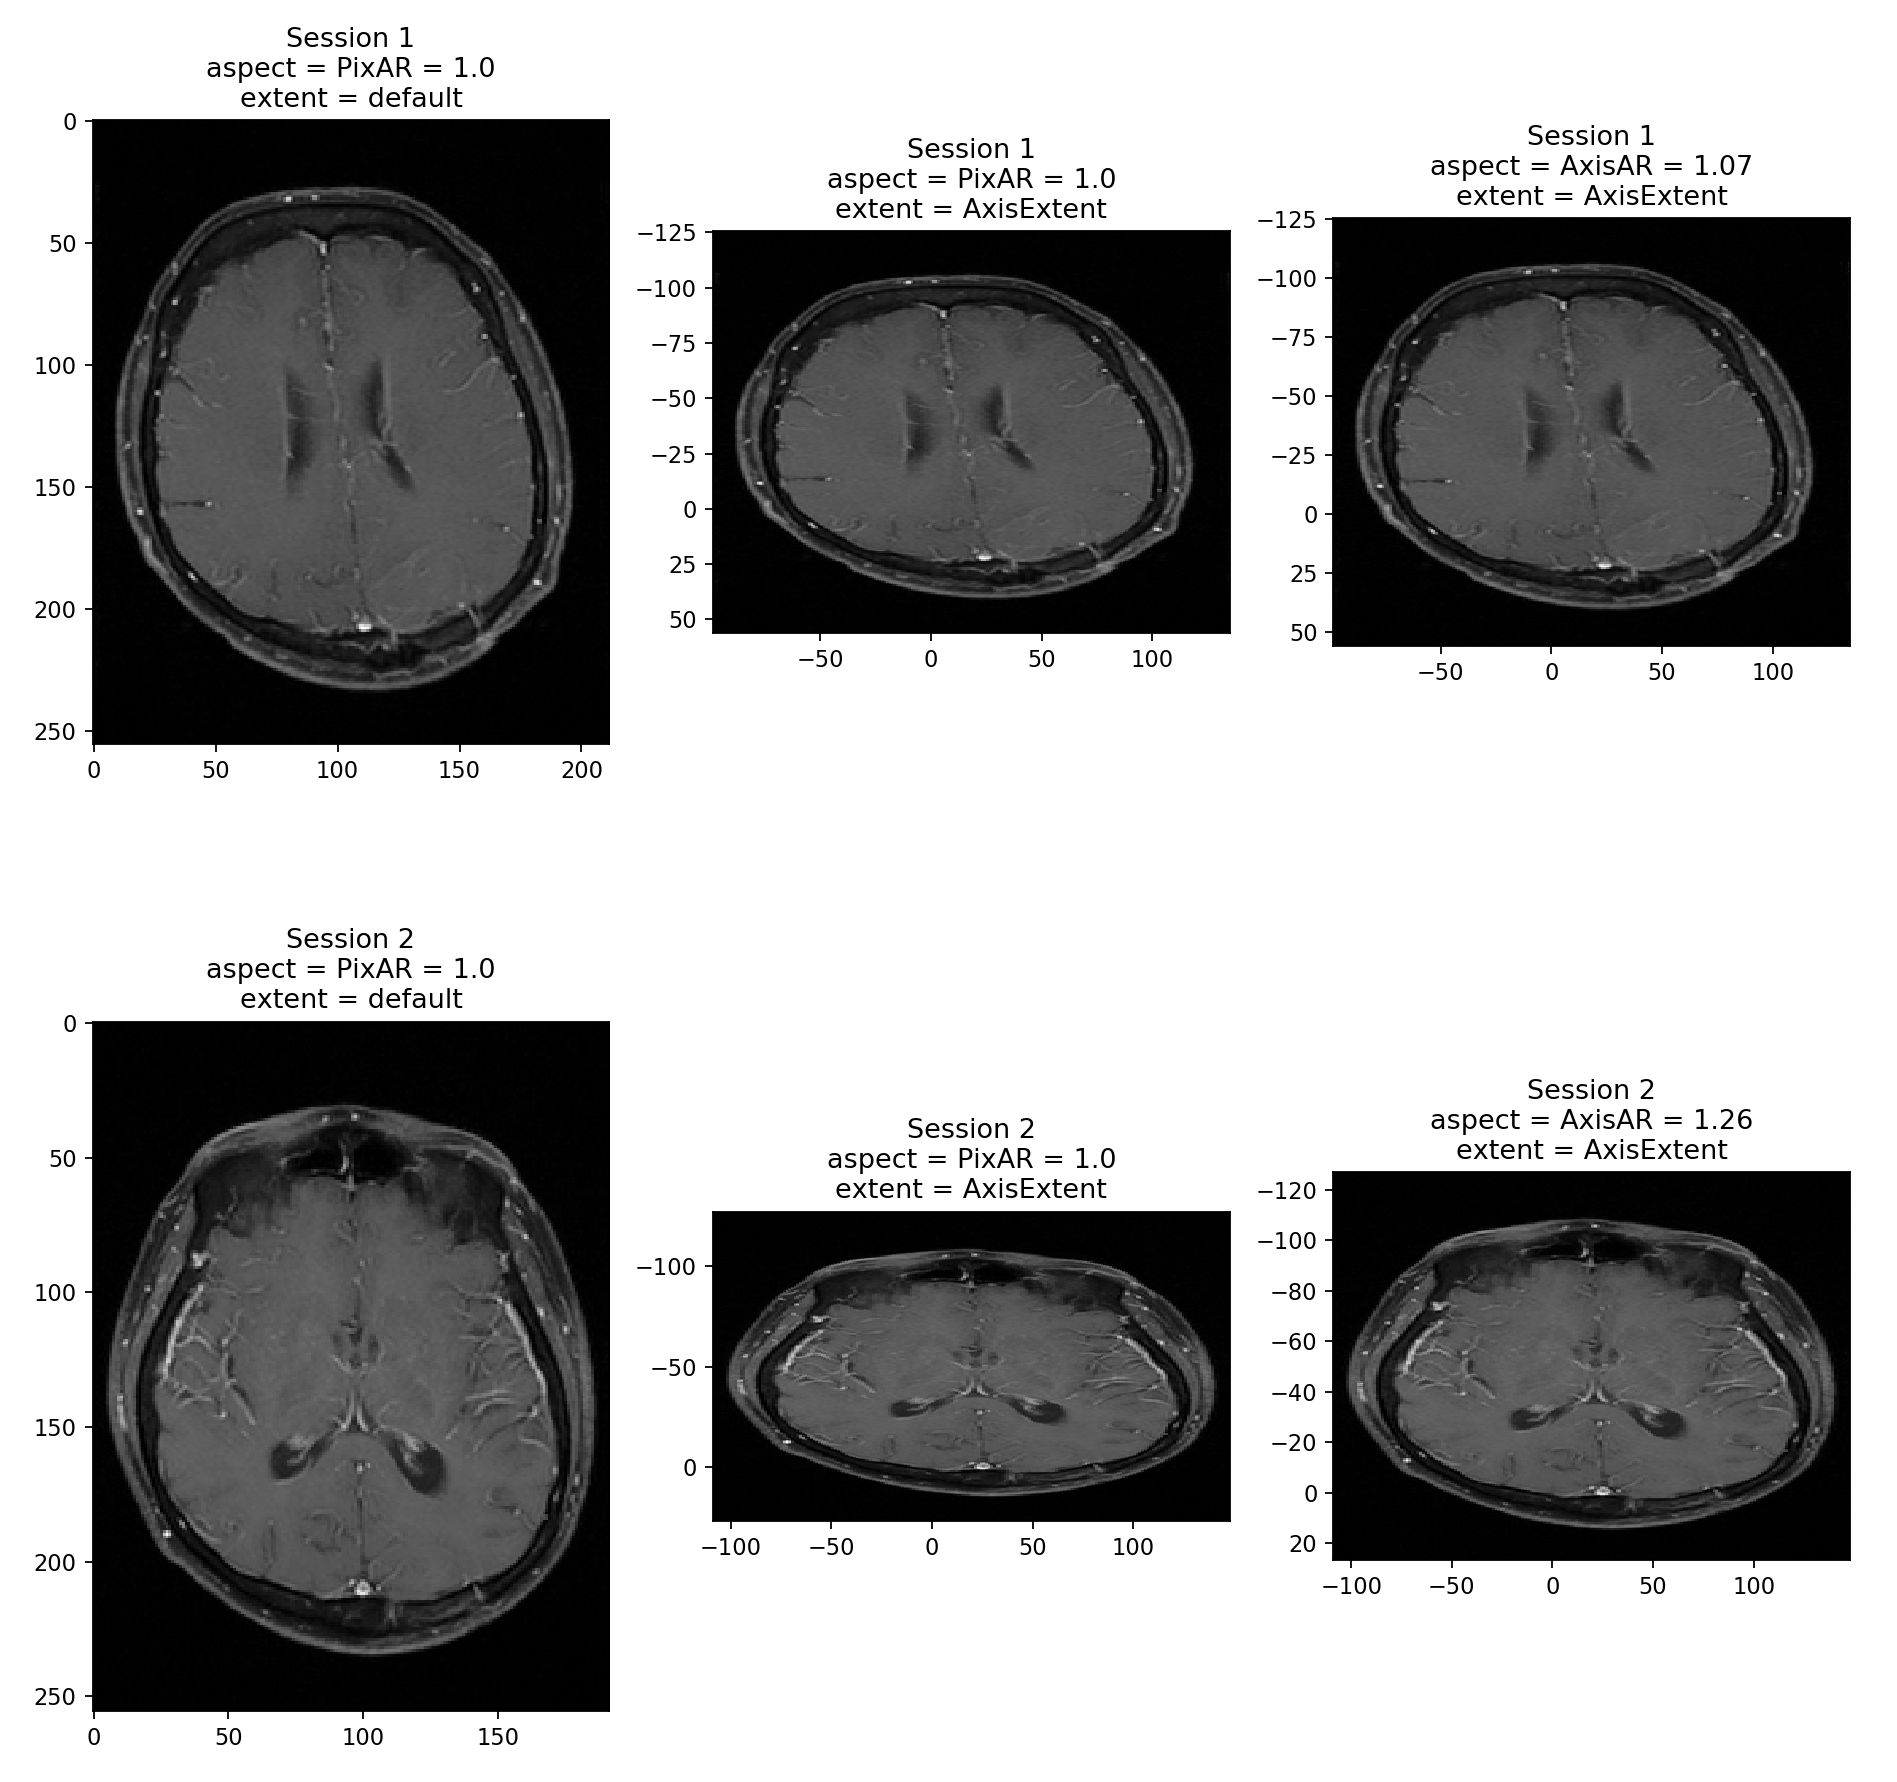 Session 1
aspect = PixAR = 1.0
extent = default
0
50
100
150
200
250
0 50 100 150 200
Session 1
aspect = PixAR = 1.0
extent = AxisExtent
−125
−100
−75
−50
−25
0
25
50
−50 0 50 100
Session 1
aspect = AxisAR = 1.07
extent = AxisExtent
−125
−100
−75
−50
−25
0
25
50
−50 0 50 100
Session 2
aspect = PixAR = 1.0
extent = default
0
50
100
150
200
250
0 50 100 150
Session 2
aspect = PixAR = 1.0
extent = AxisExtent
−100
−50
0
−100 −50 0 50 100
Session 2
aspect = AxisAR = 1.26
extent = AxisExtent
−120
−100
−80
−60
−40
−20
0
20
−100 −50 0 50 100